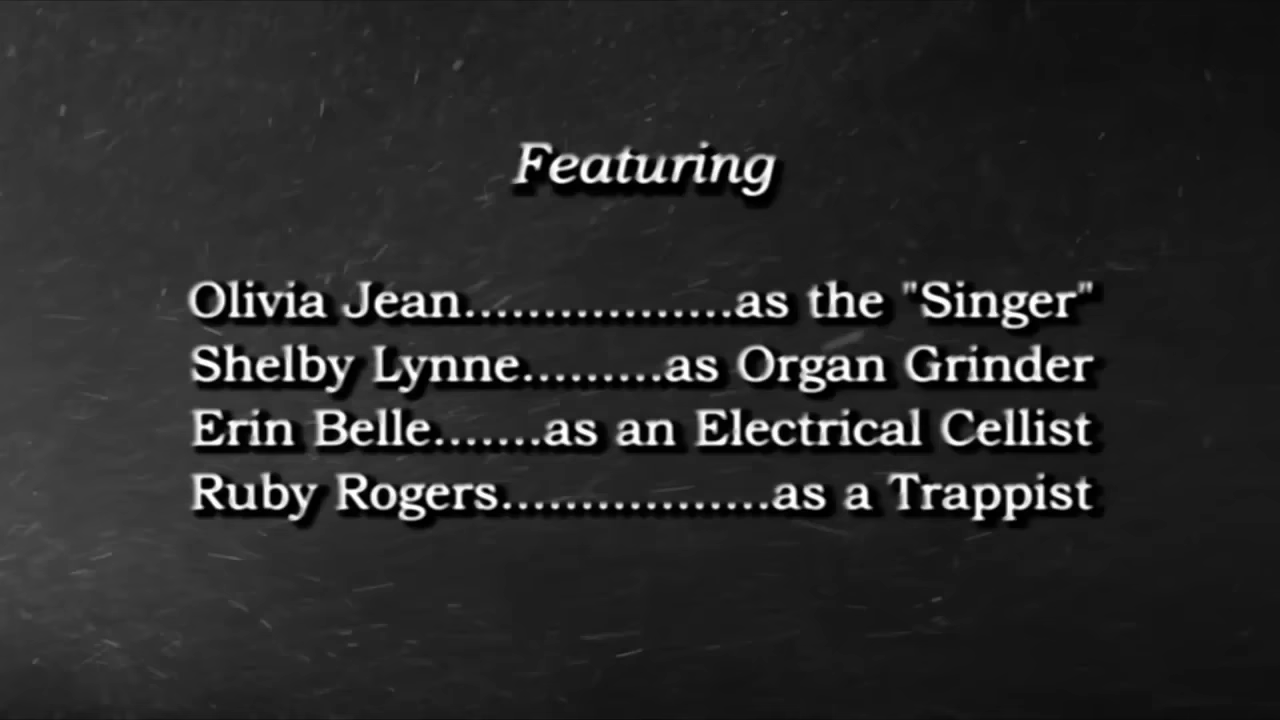 Featuring
Olivia Jean.................as the "Singer"
Shelby Lynne.........as Organ Grinder
Erin Belle.......as an Electrical Cellist
Ruby Rogers.................as a Trappist